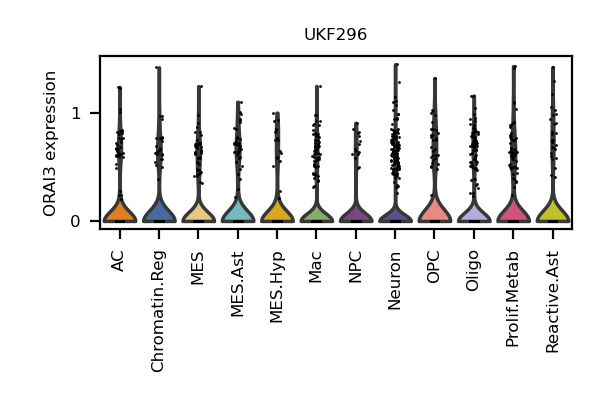 UKF296
ORAI3 expression
1
0
AC
Chromatin.Reg
MES
MES.Ast
MES.Hyp
Mac
NPC
Neuron
OPC
Oligo
Prolif.Metab
Reactive.Ast